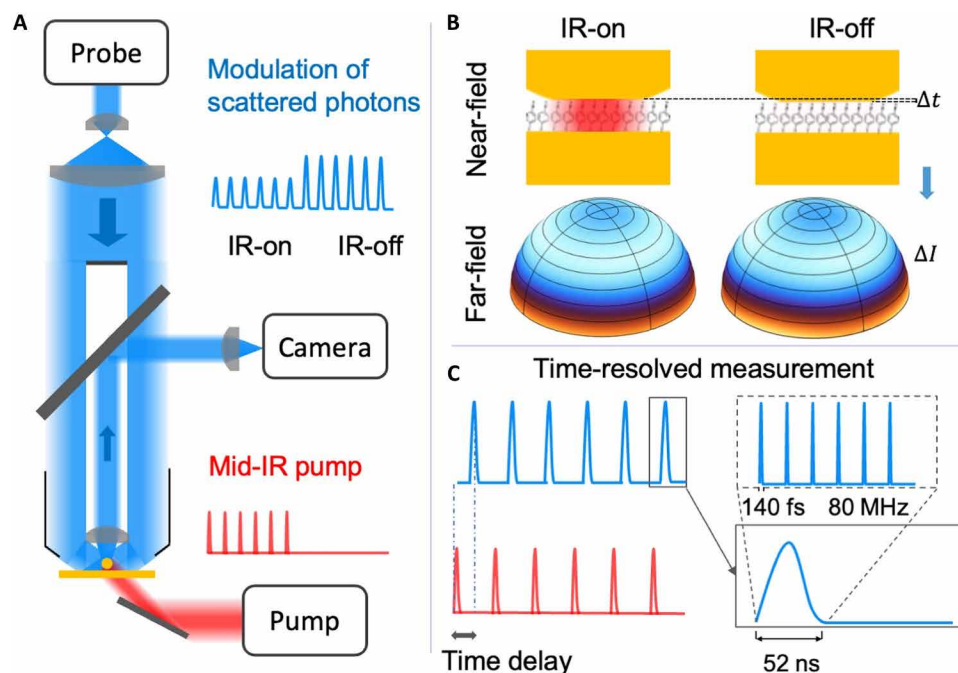 A
Probe
Modulation of
scattered photons
IR-on
IR-off
Camera
Mid-IR pump
Pump
B
IR-on
IR-off
Near-field
Δt
Far-field
ΔI
C
Time-resolved measurement
140 fs
80 MHz
Time delay
52 ns